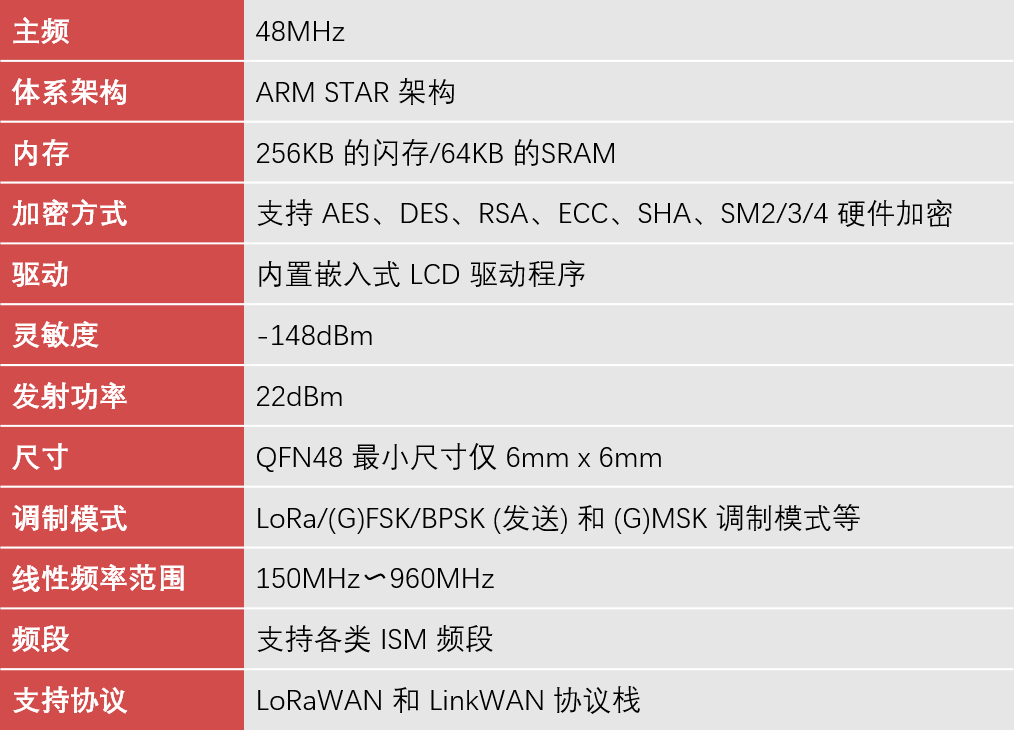 主频 48MHz
体系架构 ARM STAR 架构
内存 256KB 的闪存/64KB 的SRAM
加密方式 支持 AES、DES、RSA、ECC、SHA、SM2/3/4 硬件加密
驱动 内置嵌入式 LCD 驱动程序
灵敏度 -148dBm
发射功率 22dBm
尺寸 QFN48 最小尺寸仅 6mm x 6mm
调制模式 LoRa/(G)FSK/BPSK (发送) 和 (G)MSK 调制模式等
线性频率范围 150MHz～960MHz
频段 支持各类 ISM 频段
支持协议 LoRaWAN 和 LinkWAN 协议栈